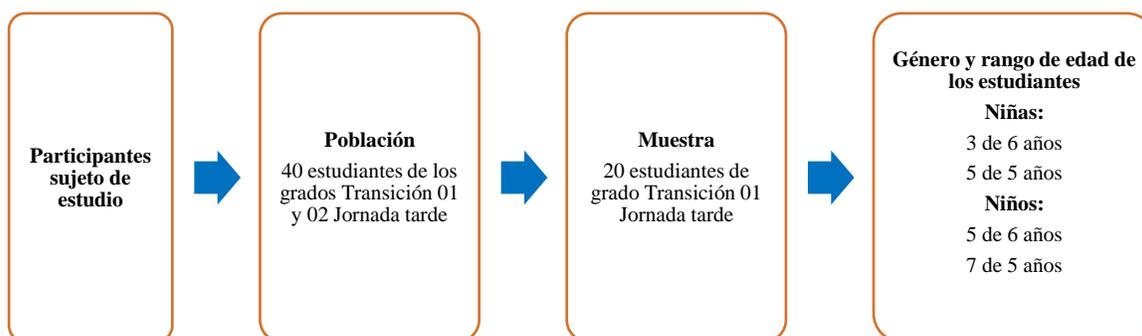 Participantes
sujeto de
estudio
Población
40 estudiantes de los
grados Transición 01
y 02 Jornada tarde
Muestra
20 estudiantes de
grado Transición 01
Jornada tarde
Género y rango de edad de
los estudiantes
Niñas:
3 de 6 años
5 de 5 años
Niños:
5 de 6 años
7 de 5 años